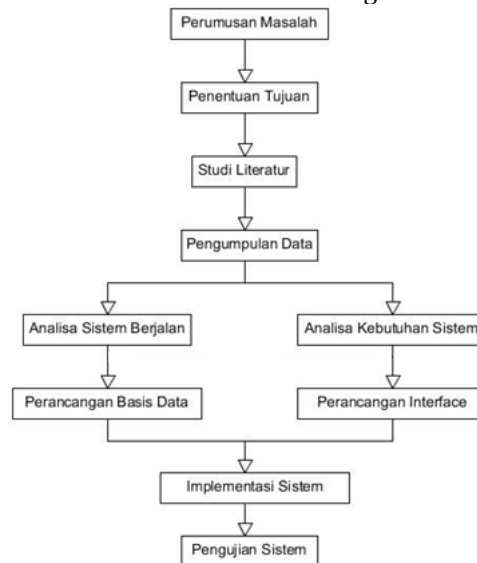 Perumusan Masalah
Penentuan Tujuan
Studi Literatur
Pengumpulan Data
Analisa Sistem Berjalan
Analisa Kebutuhan Sistem
Perancangan Basis Data
Perancangan Interface
Implementasi Sistem
Pengujian Sistem